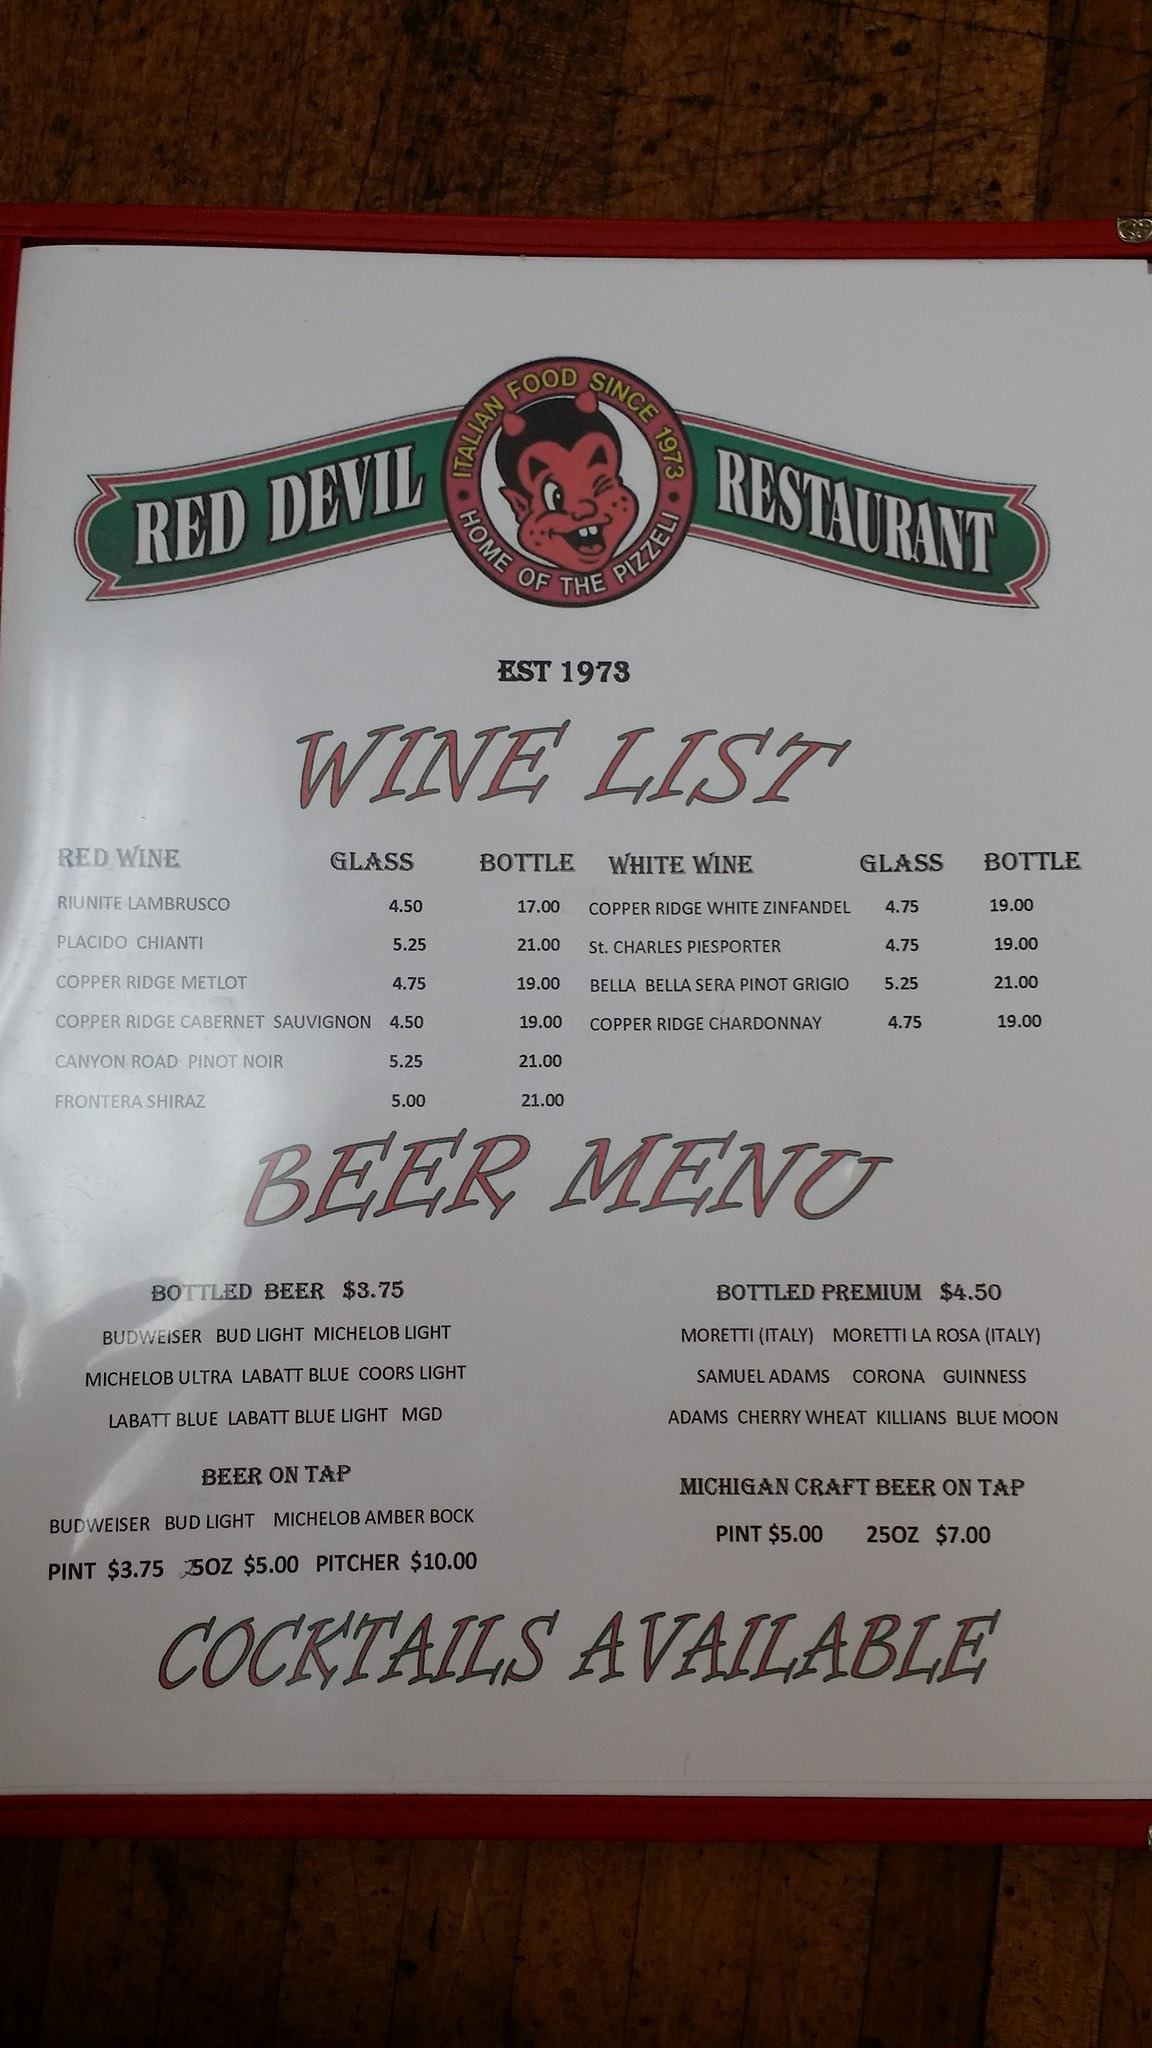 ITALIAN FOOD SINCE 1973
RED DEVIL RESTAURANT
HOME OF THE PIZZELI
EST 1973
WINE LIST
RED WINE GLASS BOTTLE WHITE WINE GLASS BOTTLE
RIUNITE LAMBRUSCO 4.50 17.00 COPPER RIDGE WHITE ZINFANDEL 4.75 19.00
PLACIDO CHIANTI 5.25 21.00 St. CHARLES PIESPORTER 4.75 19.00
COPPER RIDGE METLOT 4.75 19.00 BELLA BELLA SERA PINOT GRIGIO 5.25 21.00
COPPER RIDGE CABERNET SAUVIGNON 4.50 19.00 COPPER RIDGE CHARDONNAY 4.75 19.00
CANYON ROAD PINOT NOIR 5.25 21.00
FRONTERA SHIRAZ 5.00 21.00
BEER MENU
BOTTLED BEER $3.75
BUDWEISER BUD LIGHT MICHELOB LIGHT
MICHELOB ULTRA LABATT BLUE COORS LIGHT
LABATT BLUE LABATT BLUE LIGHT MGD
BEER ON TAP
BUDWEISER BUD LIGHT MICHELOB AMBER BOCK
PINT $3.75 25OZ $5.00 PITCHER $10.00
BOTTLED PREMIUM $4.50
MORETTI (ITALY) MORETTI LA ROSA (ITALY)
SAMUEL ADAMS CORONA GUINNESS
ADAMS CHERRY WHEAT KILLIANS BLUE MOON
MICHIGAN CRAFT BEER ON TAP
PINT $5.00 25OZ $7.00
COCKTAILS AVAILABLE